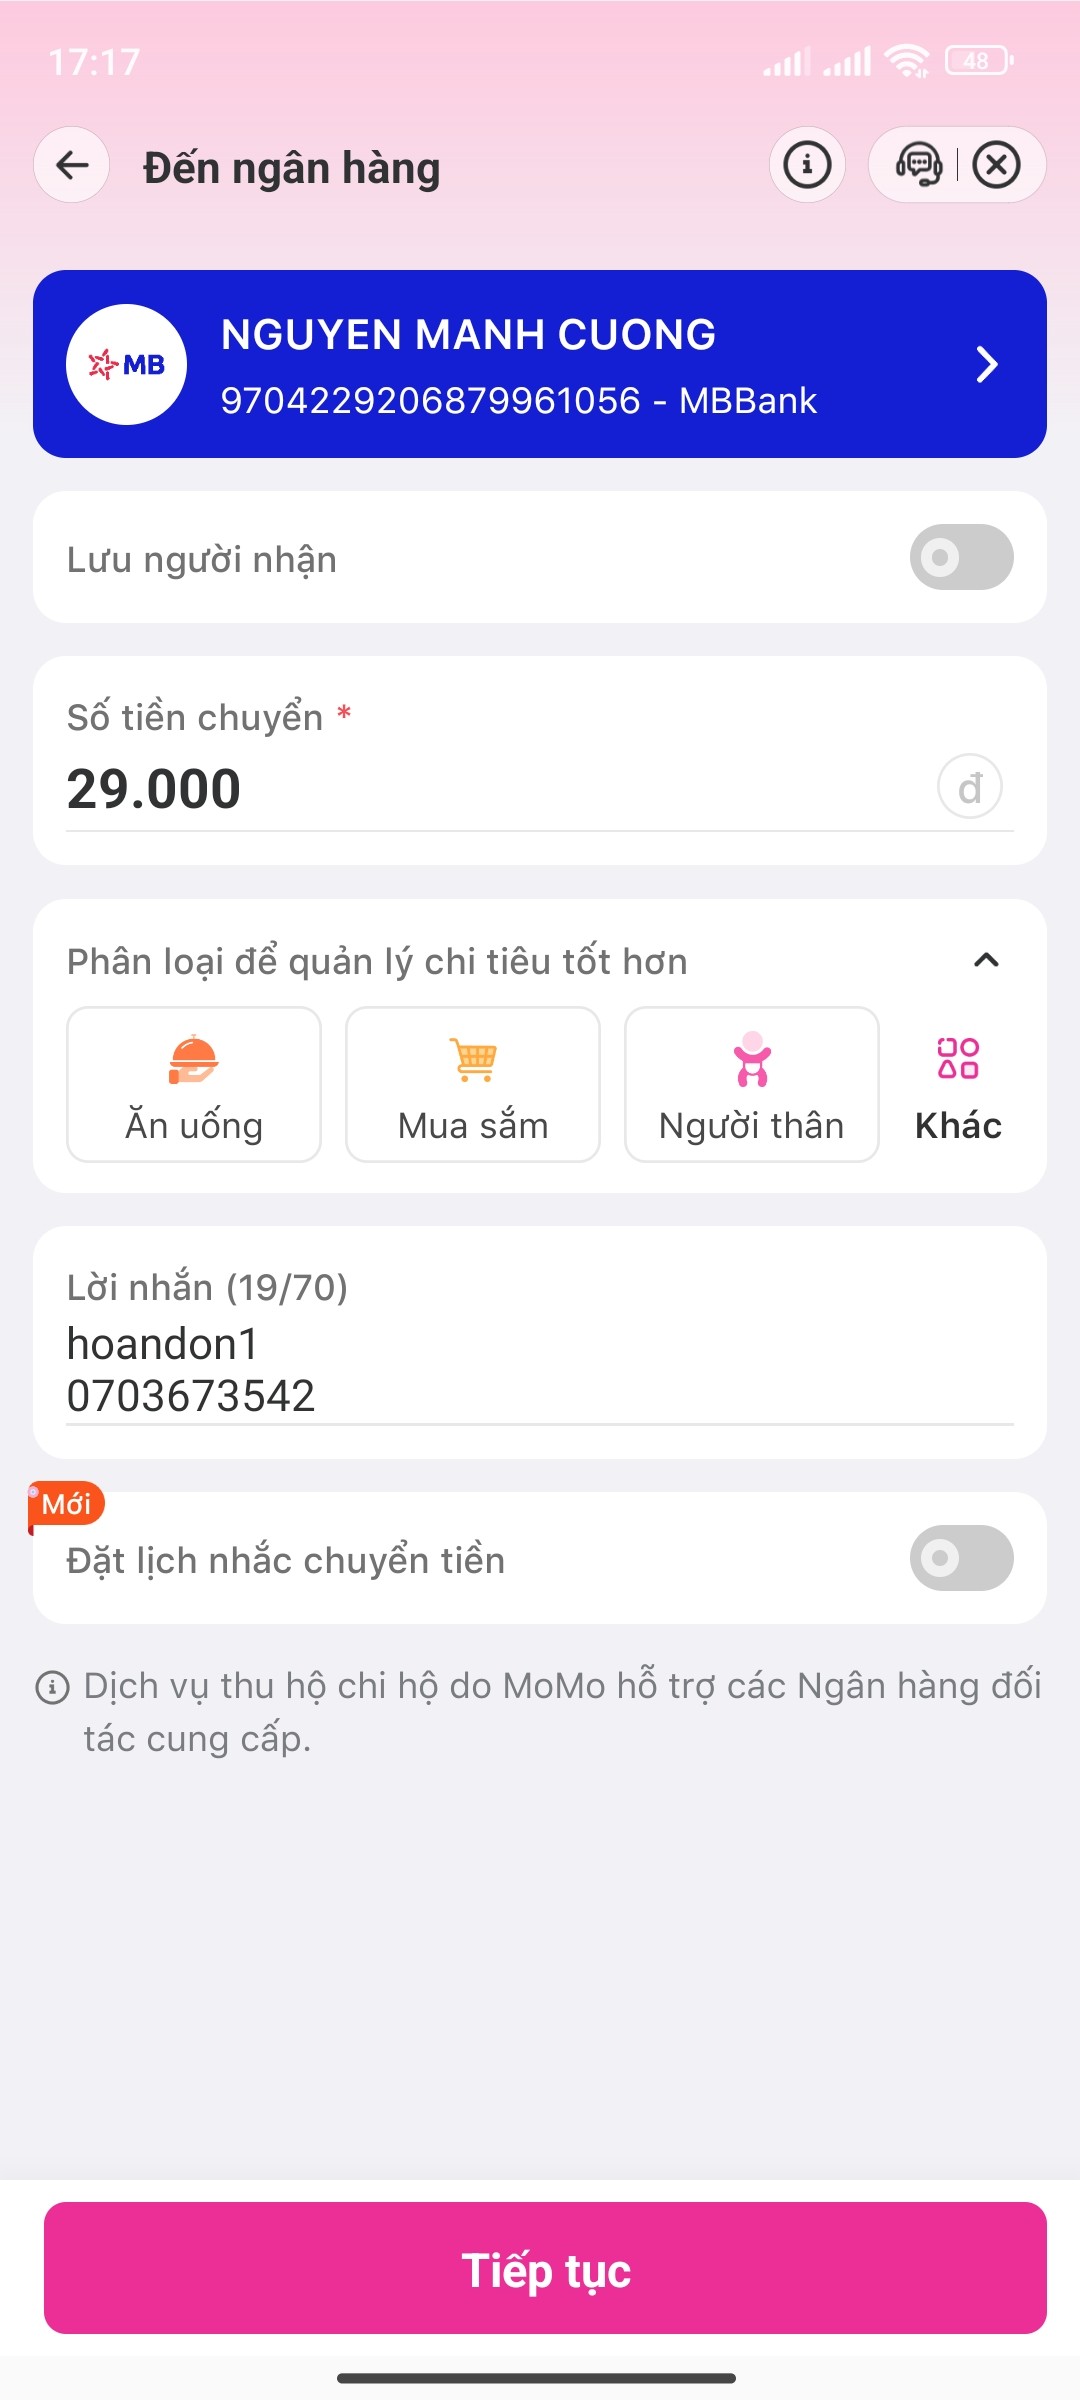 17:17
48
Đến ngân hàng
MB
NGUYEN MANH CUONG
9704229206879961056 - MBBank
Lưu người nhận
Số tiền chuyển *
29.000
đ
Phân loại để quản lý chi tiêu tốt hơn
Ăn uống
Mua sắm
Người thân
Khác
Lời nhắn (19/70)
hoandon1
0703673542
Mới
Đặt lịch nhắc chuyển tiền
Dịch vụ thu hộ chi hộ do MoMo hỗ trợ các Ngân hàng đối
tác cung cấp.
Tiếp tục